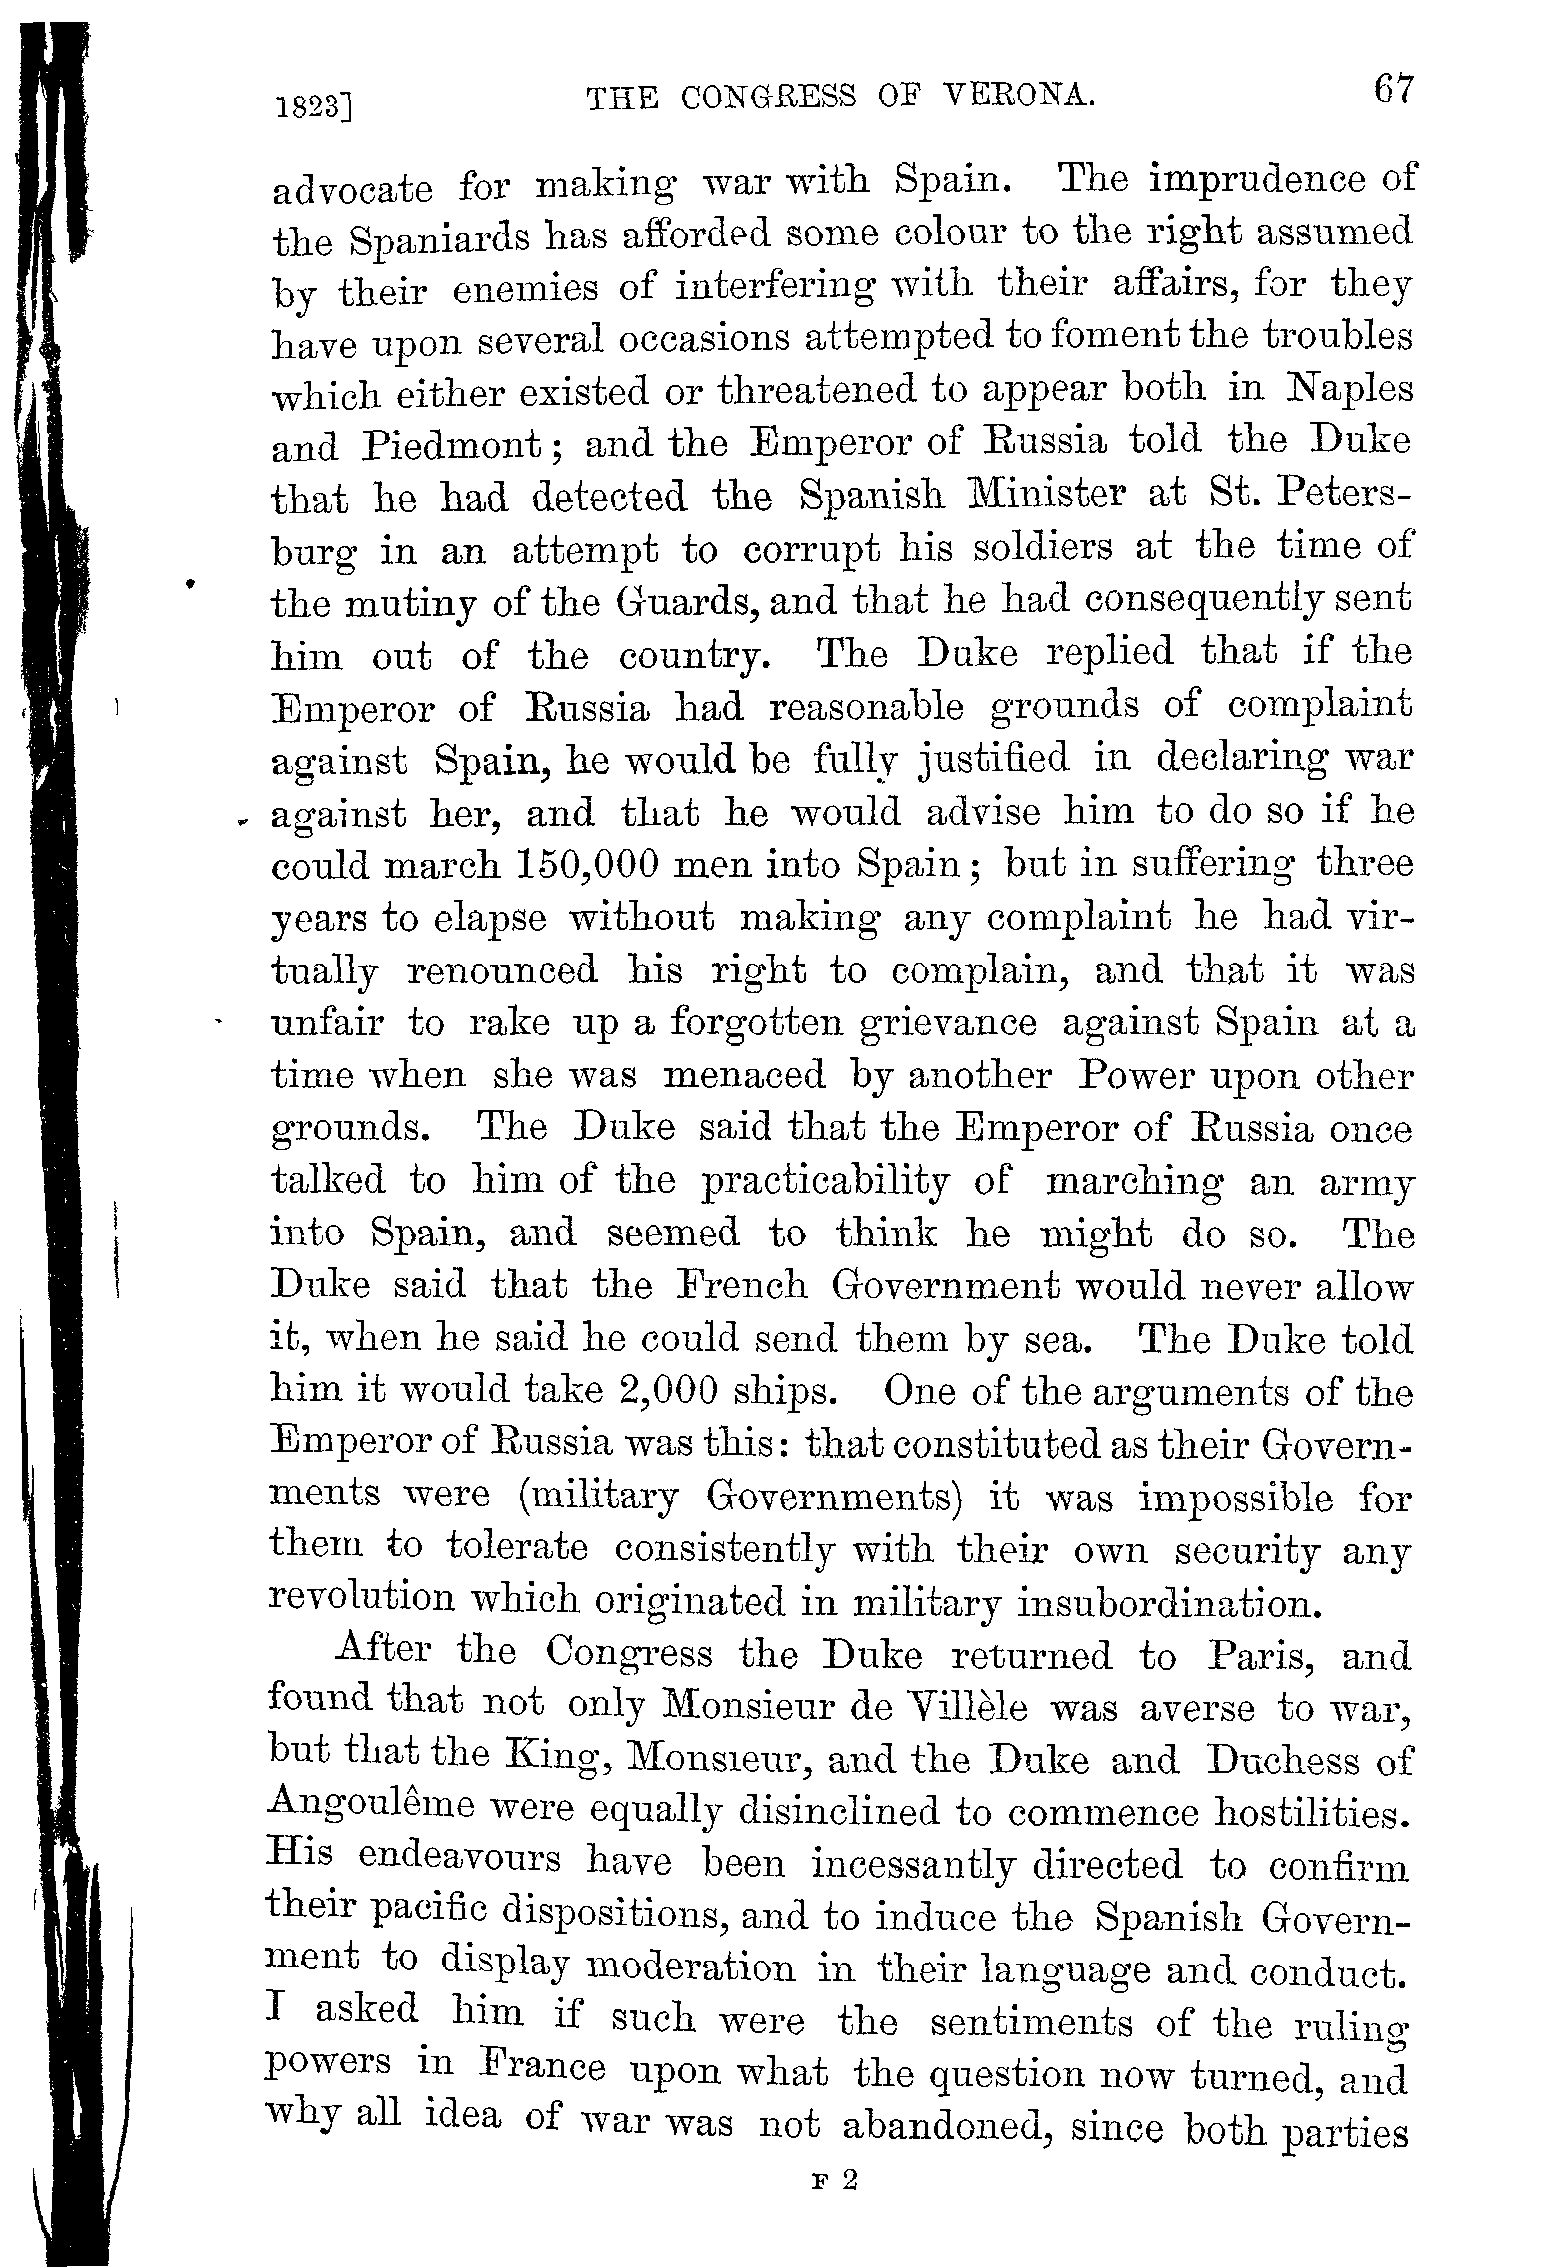 1823] THE CONGRESS OF VERONA. 67
advocate for making war with Spain. The imprudence of
the Spaniards has afforded some colour to the right assumed
by their enemies of interfering with their affairs, for they
have upon several occasions attempted to foment the troubles
which either existed or threatened to appear both in Naples
and Piedmont; and the Emperor of Russia told the Duke
that he had detected the Spanish Minister at St. Peters-
burg in an attempt to corrupt his soldiers at the time of
the mutiny of the Guards, and that he had consequently sent
him out of the country. The Duke replied that if the
Emperor of Russia had reasonable grounds of complaint
against Spain, he would be fully justified in declaring war
against her, and that he would advise him to do so if he
could march 150,000 men into Spain; but in suffering three
years to elapse without making any complaint he had vir-
tually renounced his right to complain, and that it was
unfair to rake up a forgotten grievance against Spain at a
time when she was menaced by another Power upon other
grounds. The Duke said that the Emperor of Russia once
talked to him of the practicability of marching an army
into Spain, and seemed to think he might do so. The
Duke said that the French Government would never allow
it, when he said he could send them by sea. The Duke told
him it would take 2,000 ships. One of the arguments of the
Emperor of Russia was this: that constituted as their Govern-
ments were (military Governments) it was impossible for
them to tolerate consistently with their own security any
revolution which originated in military insubordination.
After the Congress the Duke returned to Paris, and
found that not only Monsieur de Villèle was averse to war,
but that the King, Monsieur, and the Duke and Duchess of
Angoulême were equally disinclined to commence hostilities.
His endeavours have been incessantly directed to confirm
their pacific dispositions, and to induce the Spanish Govern-
ment to display moderation in their language and conduct.
I asked him if such were the sentiments of the ruling
powers in France upon what the question now turned, and
why all idea of war was not abandoned, since both parties
F 2